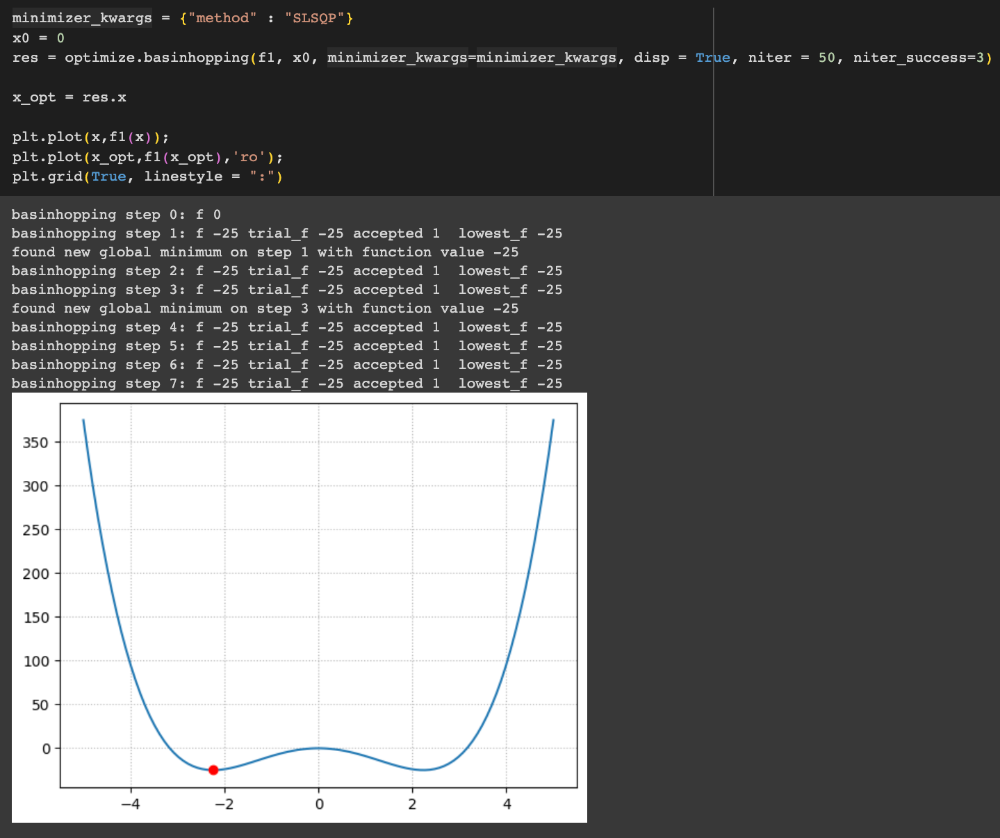 minimizer_kwargs = {"method" : "SLSQP"}
x0 = 0
res = optimize.basinhopping(f1, x0, minimizer_kwargs=minimizer_kwargs, disp = True, niter = 50, niter_success=3)
x_opt = res.x
plt.plot(x,f1(x));
plt.plot(x_opt,f1(x_opt),'ro');
plt.grid(True, linestyle = ":")
basinhopping step 0: f 0
basinhopping step 1: f -25 trial_f -25 accepted 1  lowest_f -25
found new global minimum on step 1 with function value -25
basinhopping step 2: f -25 trial_f -25 accepted 1  lowest_f -25
basinhopping step 3: f -25 trial_f -25 accepted 1  lowest_f -25
found new global minimum on step 3 with function value -25
basinhopping step 4: f -25 trial_f -25 accepted 1  lowest_f -25
basinhopping step 5: f -25 trial_f -25 accepted 1  lowest_f -25
basinhopping step 6: f -25 trial_f -25 accepted 1  lowest_f -25
basinhopping step 7: f -25 trial_f -25 accepted 1  lowest_f -25
350
300
250
200
150
100
50
0
−4 −2 0 2 4